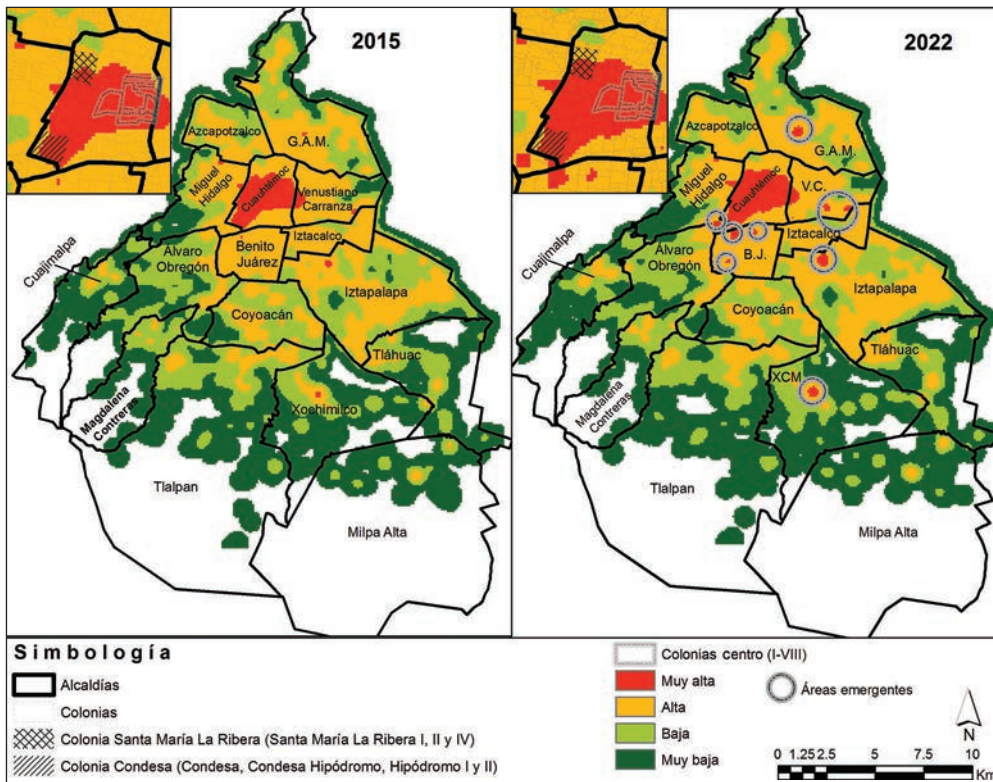 2015
Azcapotzalco
G.A.M.
Miguel
Hidalgo
Cuauhtémoc
Venustiano
Carranza
Iztacalco
Cuajimalpa
Álvaro
Obregón
Benito
Juárez
Iztapalapa
Coyoacán
Tláhuac
Magdalena
Contreras
Xochimilco
Tlalpan
Milpa Alta
2022
Azcapotzalco
G.A.M.
Miguel
Hidalgo
Cuauhtémoc
V.C.
Iztacalco
Cuajimalpa
Álvaro
Obregón
B.J.
Iztapalapa
Coyoacán
Tláhuac
XCM
Magdalena
Contreras
Tlalpan
Milpa Alta
Simbología
Alcaldías
Colonias
Colonia Santa María La Ribera (Santa María La Ribera I, II y IV)
Colonia Condesa (Condesa, Condesa Hipódromo, Hipódromo I y II)
Colonias centro (I-VIII)
Muy alta
Alta
Baja
Muy baja
Áreas emergentes
N
0 1.25 2.5 5 7.5 10
Km